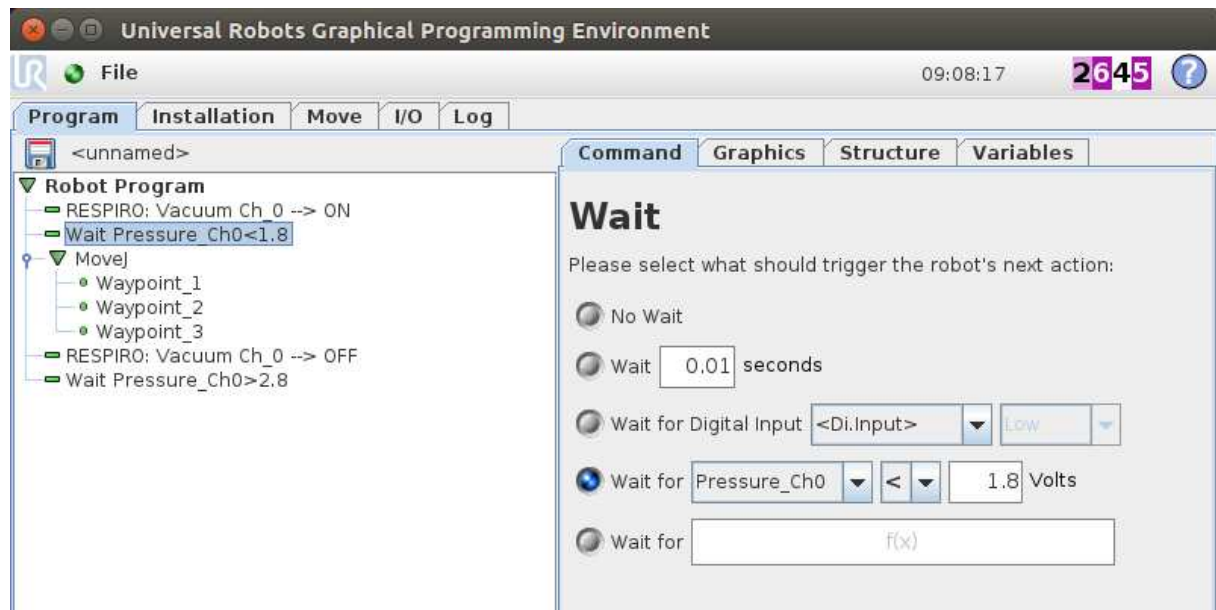 Universal Robots Graphical Programming Environment
File 09:08:17 2645 ?
Program Installation Move I/O Log
<unnamed>
Command Graphics Structure Variables
Robot Program
RESPIRO: Vacuum Ch_0 --> ON
Wait Pressure_Ch0<1.8
MoveJ
Waypoint_1
Waypoint_2
Waypoint_3
RESPIRO: Vacuum Ch_0 --> OFF
Wait Pressure_Ch0>2.8
Wait
Please select what should trigger the robot's next action:
No Wait
Wait 0.01 seconds
Wait for Digital Input <Di.Input> Low
Wait for Pressure_Ch0 < 1.8 Volts
Wait for f(x)